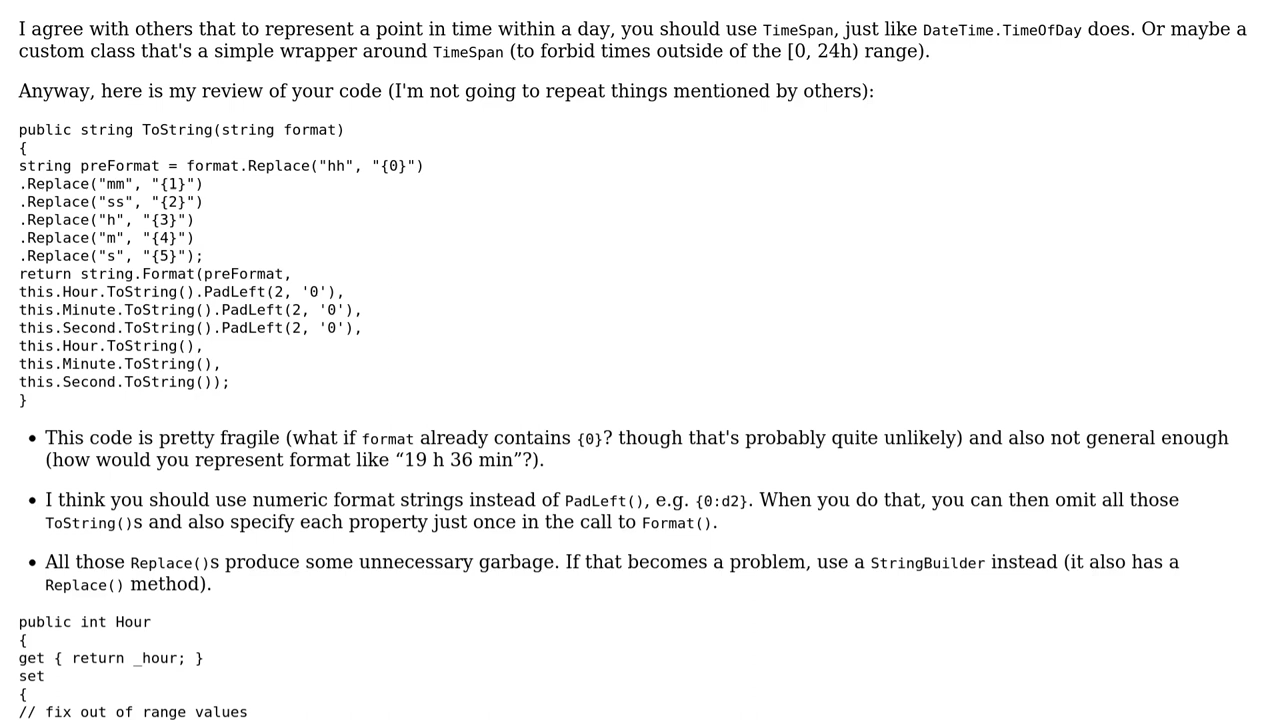 I agree with others that to represent a point in time within a day, you should use TimeSpan, just like DateTime.TimeOfDay does. Or maybe a
custom class that's a simple wrapper around TimeSpan (to forbid times outside of the [0, 24h) range).
Anyway, here is my review of your code (I'm not going to repeat things mentioned by others):
public string ToString(string format)
{
string preFormat = format.Replace("hh", "{0}")
.Replace("mm", "{1}")
.Replace("ss", "{2}")
.Replace("h", "{3}")
.Replace("m", "{4}")
.Replace("s", "{5}");
return string.Format(preFormat,
this.Hour.ToString().PadLeft(2, '0'),
this.Minute.ToString().PadLeft(2, '0'),
this.Second.ToString().PadLeft(2, '0'),
this.Hour.ToString(),
this.Minute.ToString(),
this.Second.ToString());
}
• This code is pretty fragile (what if format already contains {0}? though that's probably quite unlikely) and also not general enough
(how would you represent format like “19 h 36 min”?).
• I think you should use numeric format strings instead of PadLeft(), e.g. {0:d2}. When you do that, you can then omit all those
ToString()s and also specify each property just once in the call to Format().
• All those Replace()s produce some unnecessary garbage. If that becomes a problem, use a StringBuilder instead (it also has a
Replace() method).
public int Hour
{
get { return _hour; }
set
{
// fix out of range values